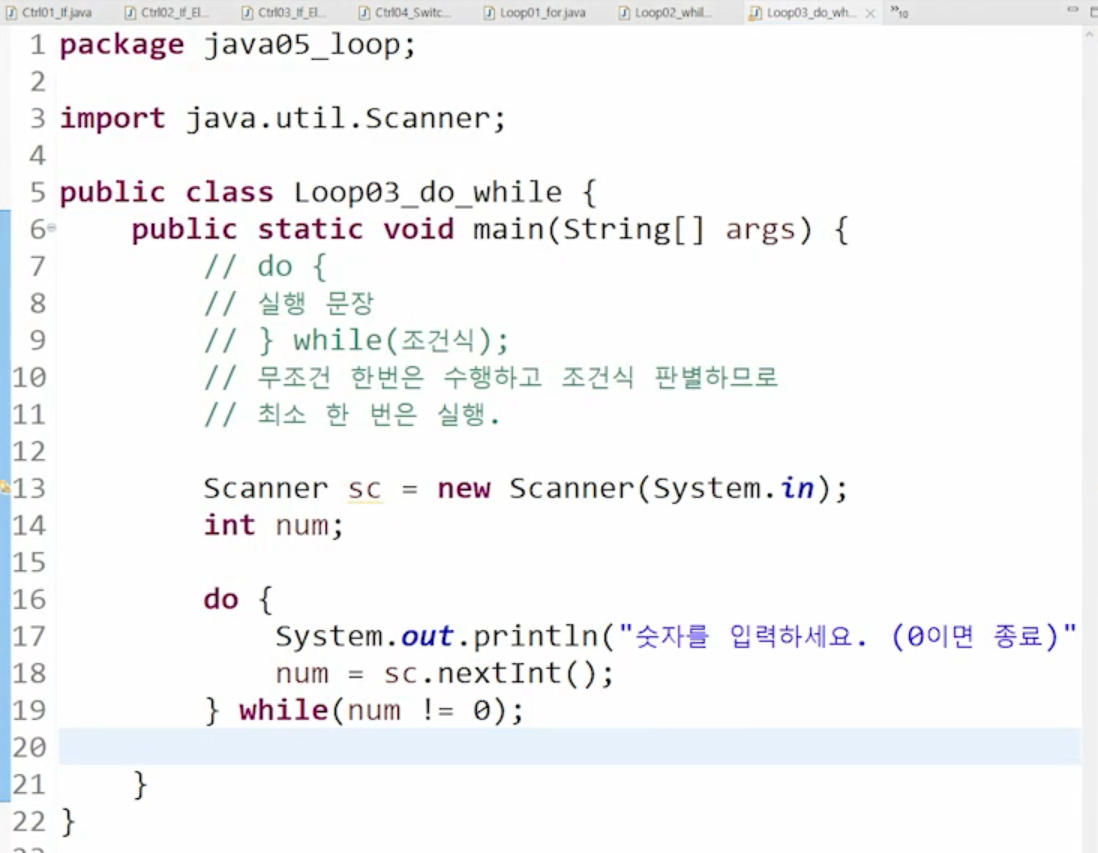 Ctrl01_If.java Ctrl02_If_El... Ctrl03_If_El... Ctrl04_Switc... Loop01_for.java Loop02_whil... Loop03_do_wh... 10
1 package java05_loop;
2
3 import java.util.Scanner;
4
5 public class Loop03_do_while {
6 public static void main(String[] args) {
7 // do {
8 // 실행 문장
9 // } while(조건식);
10 // 무조건 한번은 수행하고 조건식 판별하므로
11 // 최소 한 번은 실행.
12
13 Scanner sc = new Scanner(System.in);
14 int num;
15
16 do {
17 System.out.println("숫자를 입력하세요. (0이면 종료)"
18 num = sc.nextInt();
19 } while(num != 0);
20
21 }
22 }